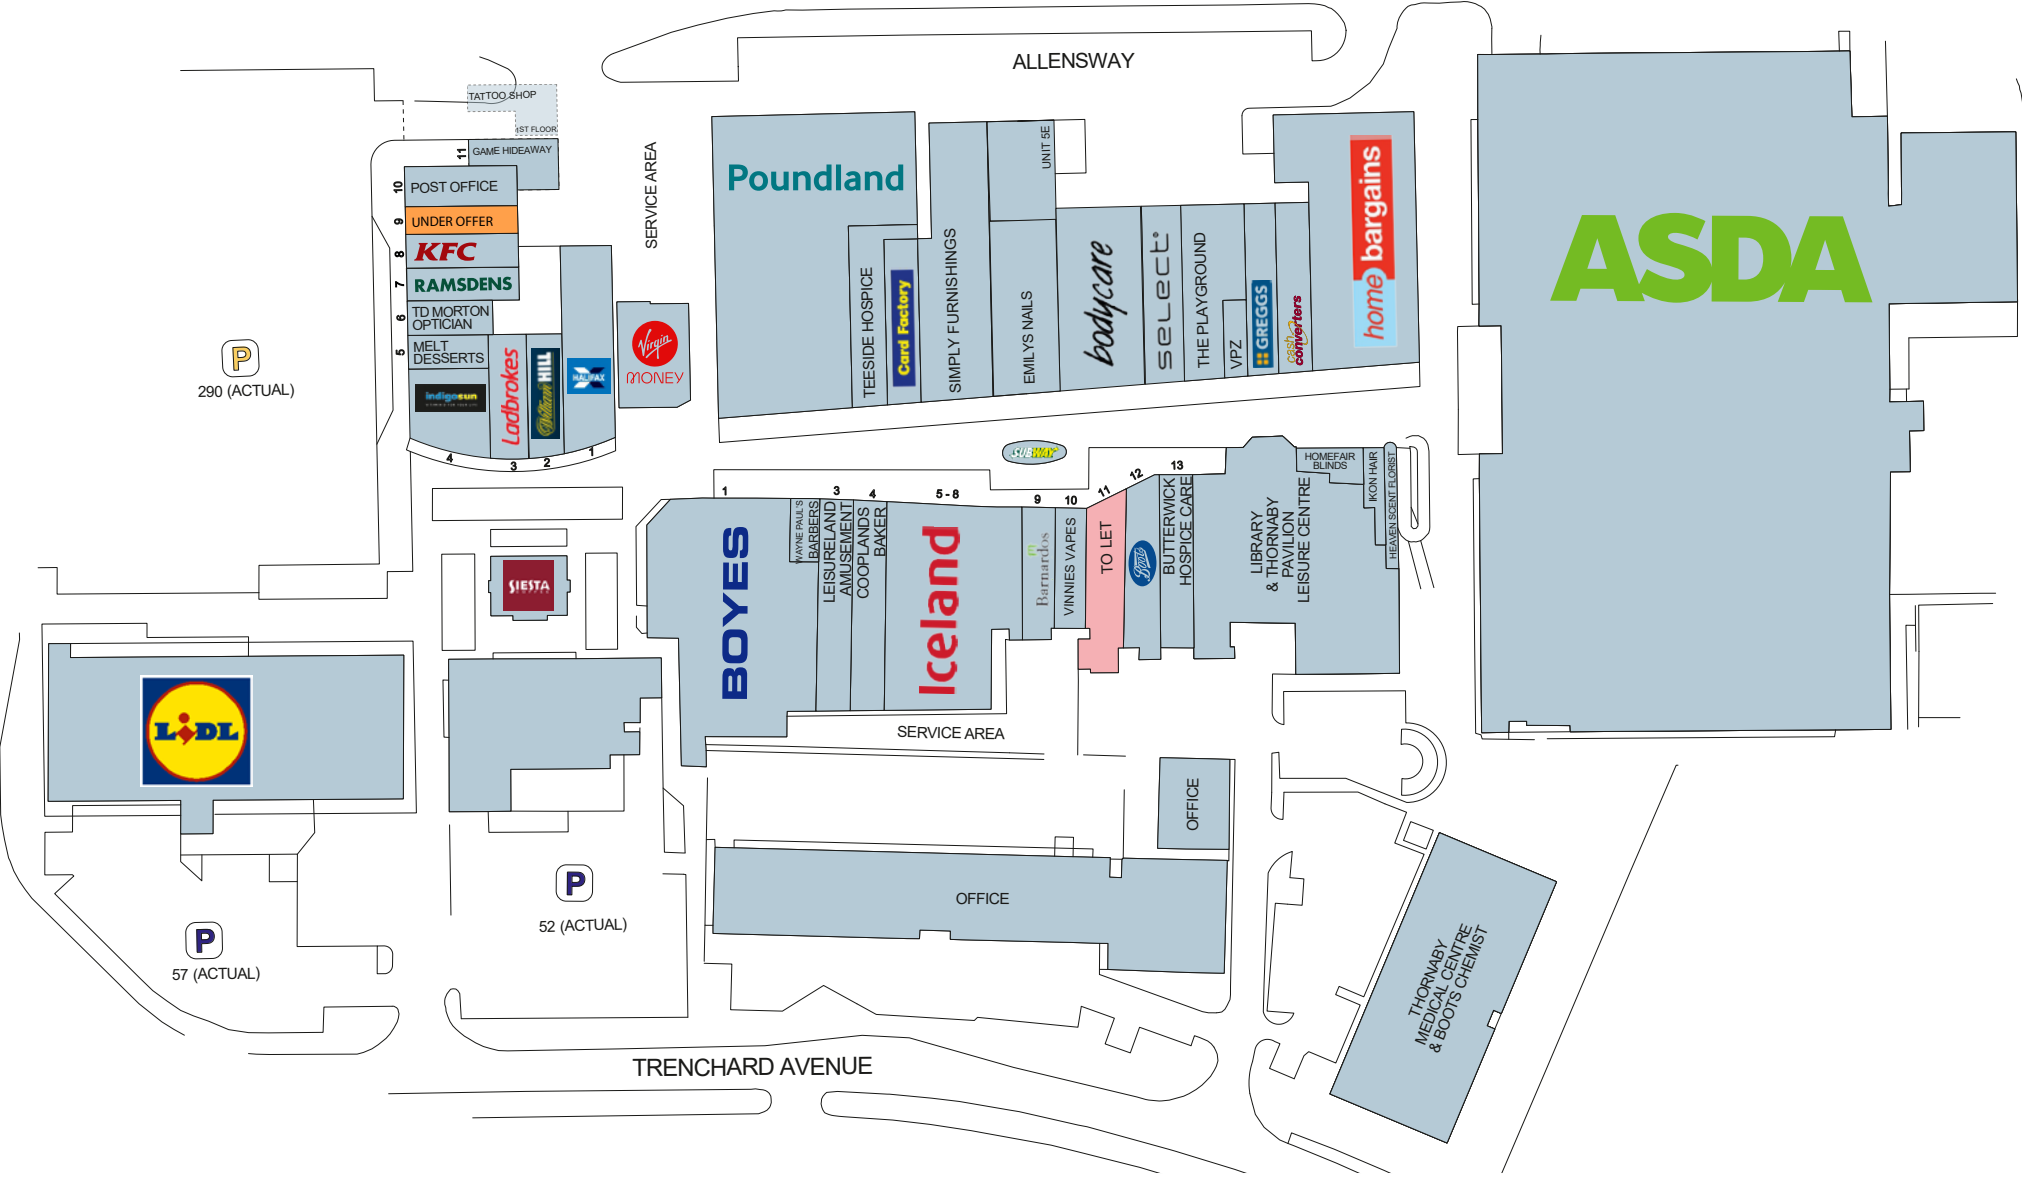 ALLENSWAY
TATTOO SHOP
1ST FLOOR
11
GAME HIDEAWAY
10
POST OFFICE
9
UNDER OFFER
8
KFC
7
RAMSDENS
6
TD MORTON
OPTICIAN
5
MELT
DESSERTS
indigosun
4
Ladbrokes
3
William HILL
2
HALIFAX
1
SERVICE AREA
Virgin
MONEY
P
290 (ACTUAL)
Poundland
TEESIDE HOSPICE
Card Factory
SIMPLY FURNISHINGS
UNIT 5E
EMILYS NAILS
bodycare
SELECT
THE PLAYGROUND
VPZ
GREGGS
cash
converters
home bargains
ASDA
SUBWAY
SIESTA
1
BOYES
WAYNE PAUL'S
BARBERS
3
LEISURELAND
AMUSEMENT
4
COOPLANDS
BAKER
5 - 8
Iceland
9
Barnardos
10
VINNIES VAPES
11
TO LET
12
Boots
13
BUTTERWICK
HOSPICE CARE
LIBRARY
& THORNABY
PAVILION
LEISURE CENTRE
HOMEFAIR
BLINDS
IKON HAIR
HEAVEN SCENT FLORIST
LIDL
SERVICE AREA
OFFICE
OFFICE
P
52 (ACTUAL)
P
57 (ACTUAL)
THORNABY
MEDICAL CENTRE
& BOOTS CHEMIST
TRENCHARD AVENUE